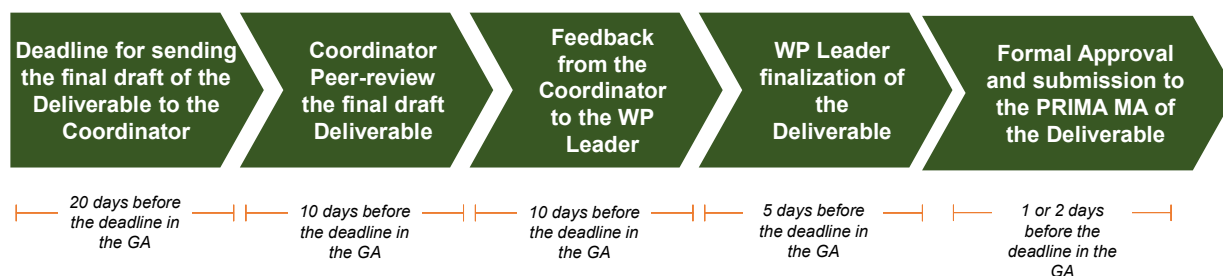 Deadline for sending
the final draft of the
Deliverable to the
Coordinator
Coordinator
Peer-review
the final draft
Deliverable
Feedback
from the
Coordinator
to the WP
Leader
WP Leader
finalization of
the
Deliverable
Formal Approval
and submission to
the PRIMA MA of
the Deliverable
20 days before
the deadline in
the GA
10 days before
the deadline in
the GA
10 days before
the deadline in
the GA
5 days before
the deadline in
the GA
1 or 2 days
before the
deadline in the
GA